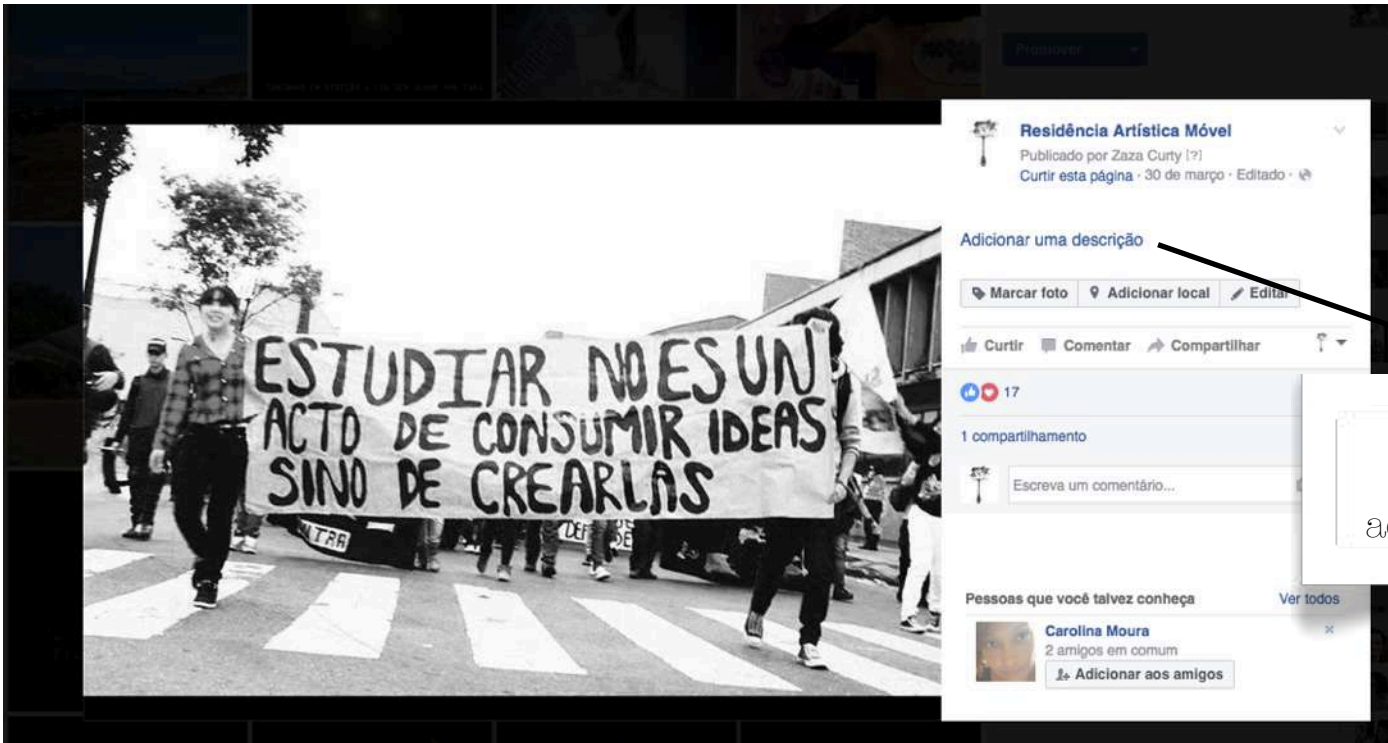 Promover
ESTUDIAR NO ES UN
ACTO DE CONSUMIR IDEAS
SINO DE CREARLAS
Residência Artística Móvel
Publicado por Zaza Curty [?]
Curtir esta página · 30 de março · Editado ·
Adicionar uma descrição
Marcar foto Adicionar local Editar
Curtir Comentar Compartilhar
17
1 compartilhamento
Escreva um comentário...
Pessoas que você talvez conheça Ver todos
Carolina Moura
2 amigos em comum
Adicionar aos amigos